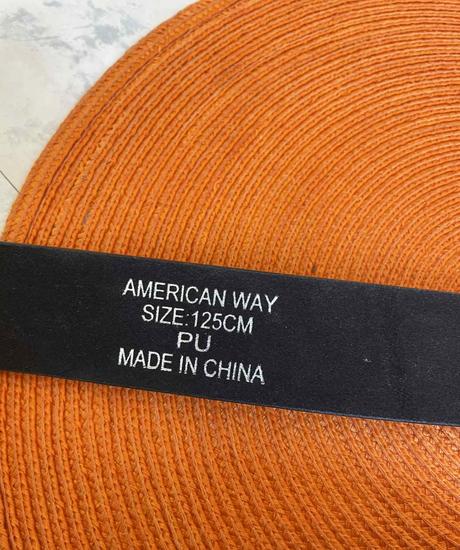 AMERICAN WAY
SIZE:125CM
PU
MADE IN CHINA